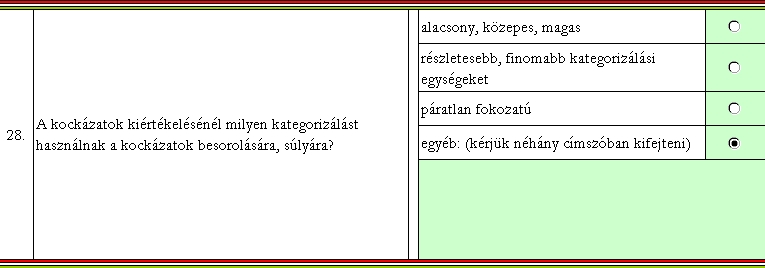 28.
A kockázatok kiértékelésénél milyen kategorizálást
használnak a kockázatok besorolására, súlyára?
alacsony, közepes, magas
részletesebb, finomabb kategorizálási
egységeket
páratlan fokozatú
egyéb: (kérjük néhány címszóban kifejteni)